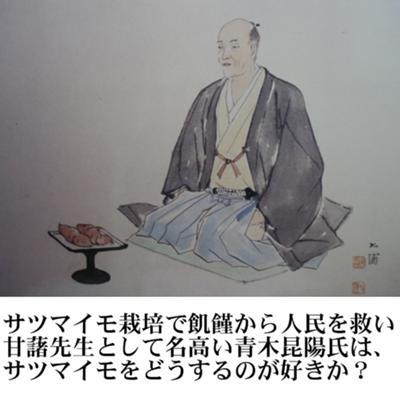 サツマイモ栽培で飢饉から人民を救い
甘藷先生として名高い青木昆陽氏は、
サツマイモをどうするのが好きか？